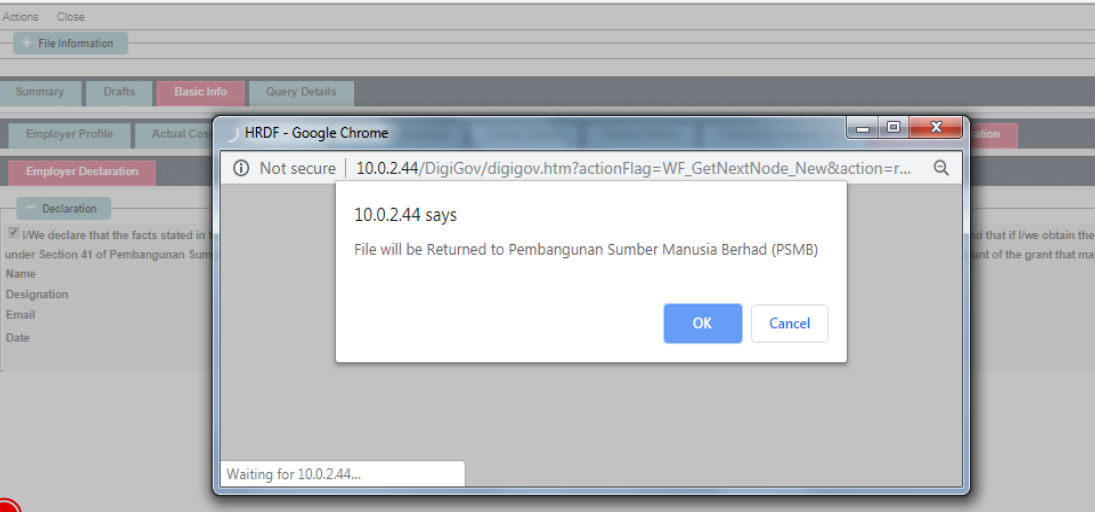 Actions Close
+ File Information
Summary Drafts Basic Info Query Details
Employer Profile Actual Cos ration
Employer Declaration
− Declaration
I/We declare that the facts stated in t nd that if I/we obtain the
under Section 41 of Pembangunan Sum unt of the grant that ma
Name
Designation
Email
Date
HRDF - Google Chrome
Not secure | 10.0.2.44/DigiGov/digigov.htm?actionFlag=WF_GetNextNode_New&action=r...
10.0.2.44 says
File will be Returned to Pembangunan Sumber Manusia Berhad (PSMB)
OK Cancel
Waiting for 10.0.2.44...